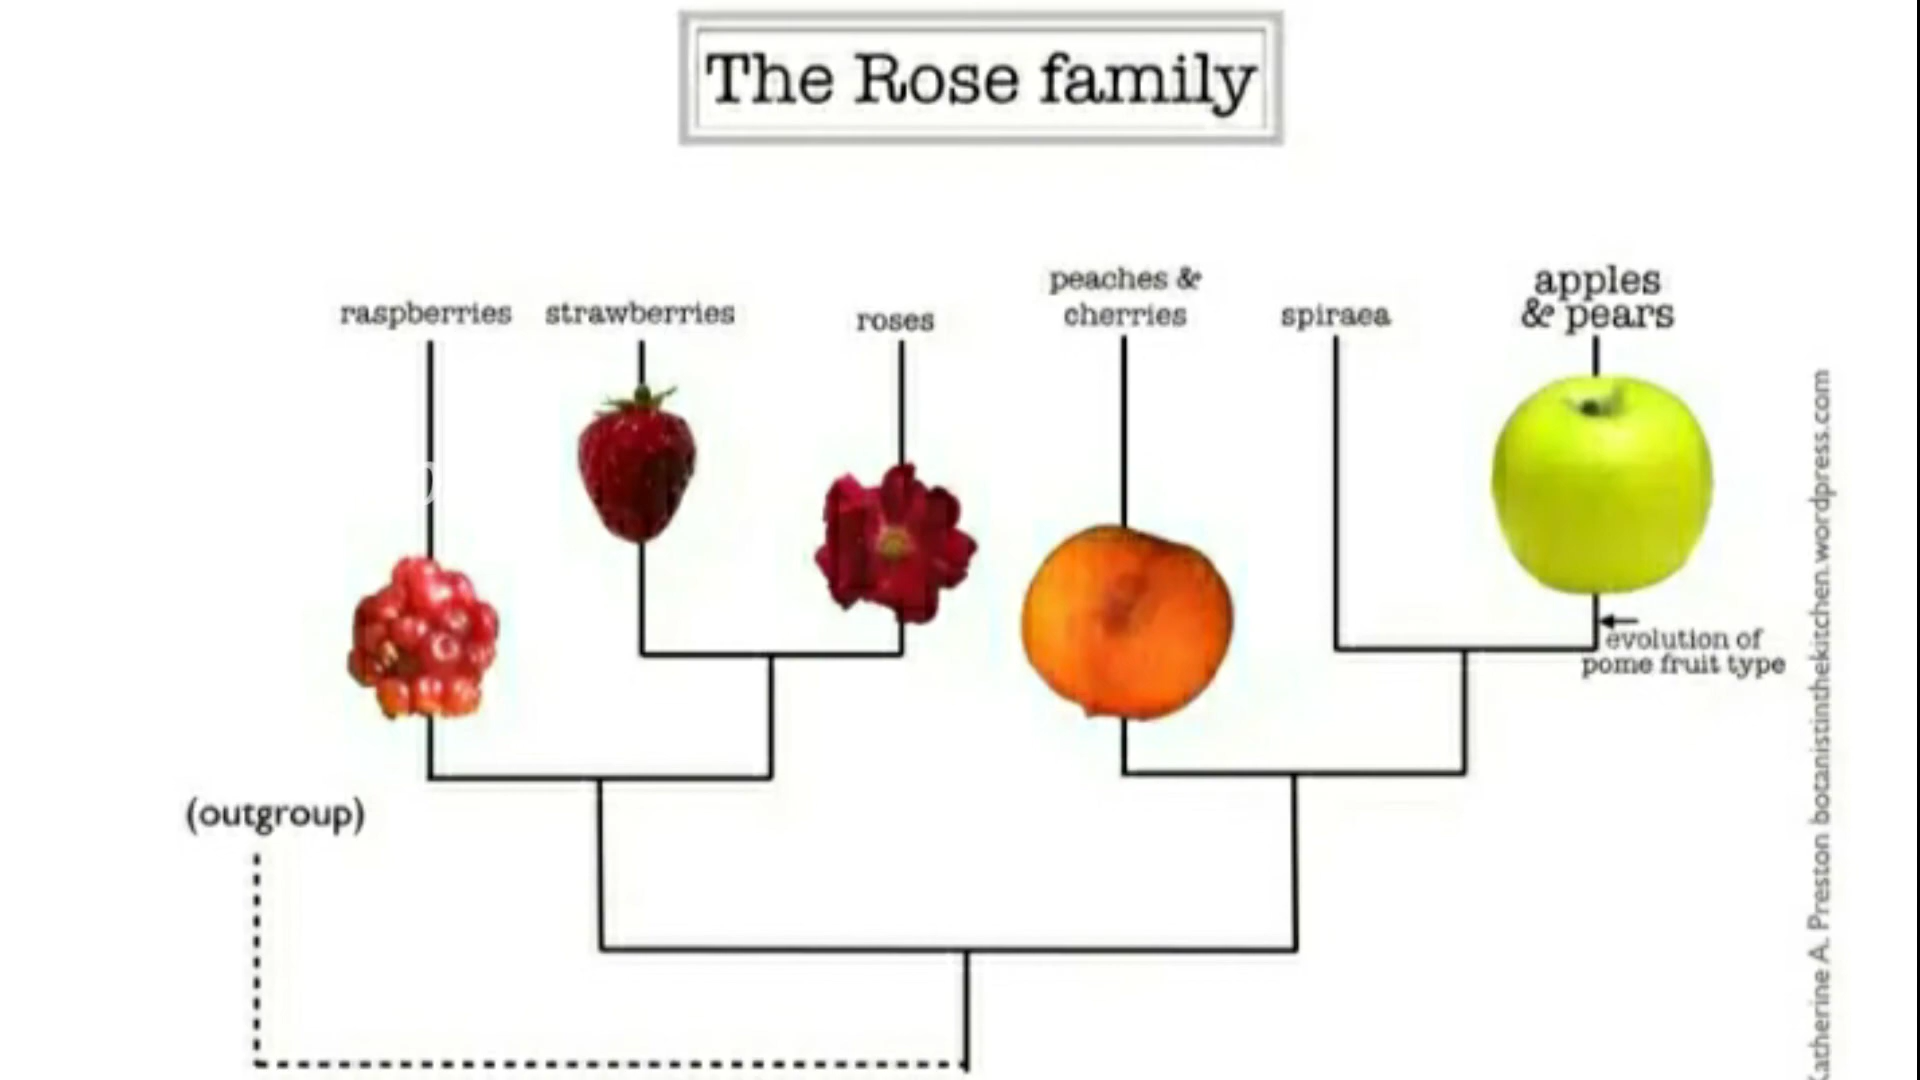 The Rose family
raspberries
strawberries
roses
peaches &
cherries
spiraea
apples
& pears
evolution of
pome fruit type
(outgroup)
Katherine A. Preston botanistinthekitchen.wordpress.com